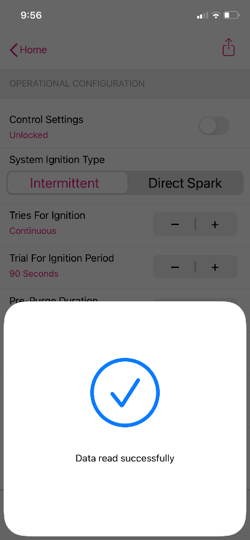 9:56
Home
OPERATIONAL CONFIGURATION
Control Settings
Unlocked
System Ignition Type
Intermittent Direct Spark
Tries For Ignition
Continuous
Trial For Ignition Period
90 Seconds
Pre-Purge Duration
Data read successfully